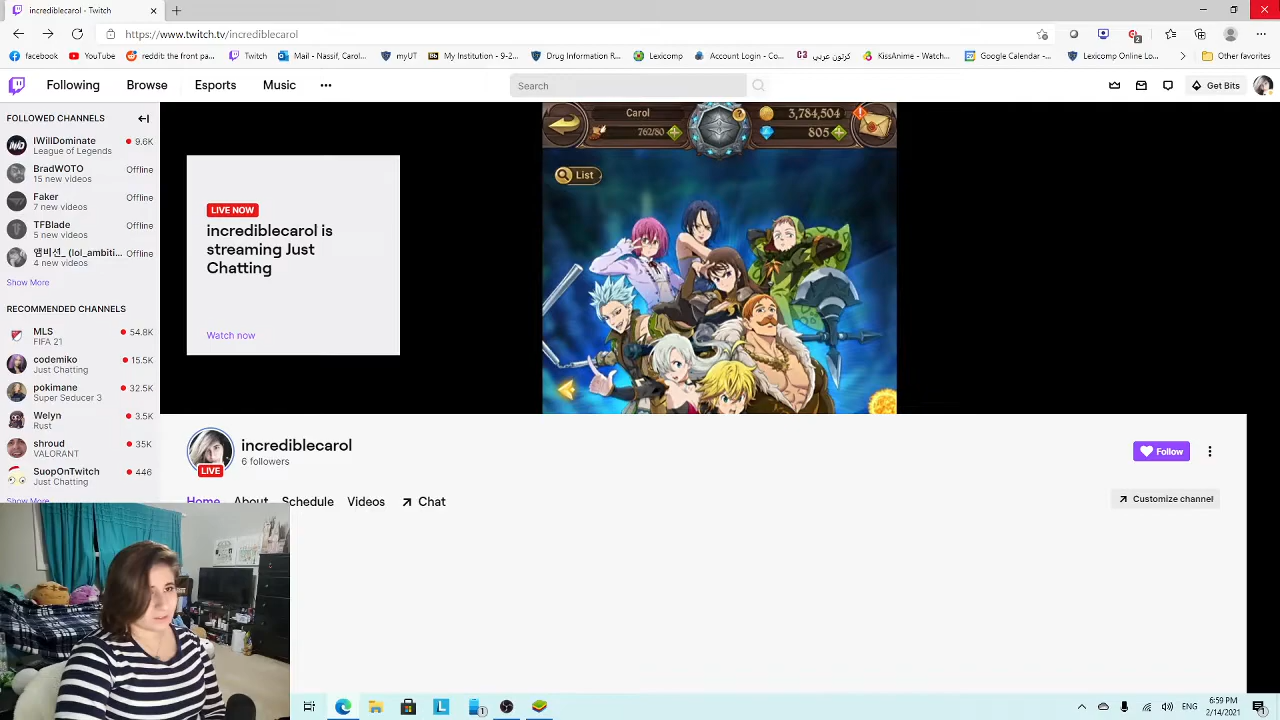 incrediblecarol - Twitch
https://www.twitch.tv/incrediblecarol
facebook
YouTube
reddit the front pa...
Twitch
Mail - Nassif, Carol...
myUT
My Institution - 9-2...
Drug Information R...
Lexicomp
Account Login - Co...
كرتون عربي
KissAnime - Watch...
Google Calendar -...
Lexicomp Online Lo...
Other favorites
Following
Browse
Esports
Music
Search
Get Bits
FOLLOWED CHANNELS
IWillDominate
League of Legends
9.6K
BradWOTO
15 new videos
Offline
Faker
7 new videos
Offline
TFBlade
5 new videos
Offline
앰비션_ (lol_ambiti...
4 new videos
Offline
Show More
RECOMMENDED CHANNELS
MLS
FIFA 21
54.8K
codemiko
Just Chatting
15.5K
pokimane
Super Seducer 3
32.5K
Welyn
Rust
3.5K
shroud
VALORANT
35K
SuopOnTwitch
Just Chatting
446
Show More
LIVE NOW
incrediblecarol is
streaming Just
Chatting
Watch now
Carol
762/80
3,784,504
805
List
incrediblecarol
6 followers
LIVE
Follow
Home
About
Schedule
Videos
Chat
Customize channel
ENG
6:59 PM
2/14/2021